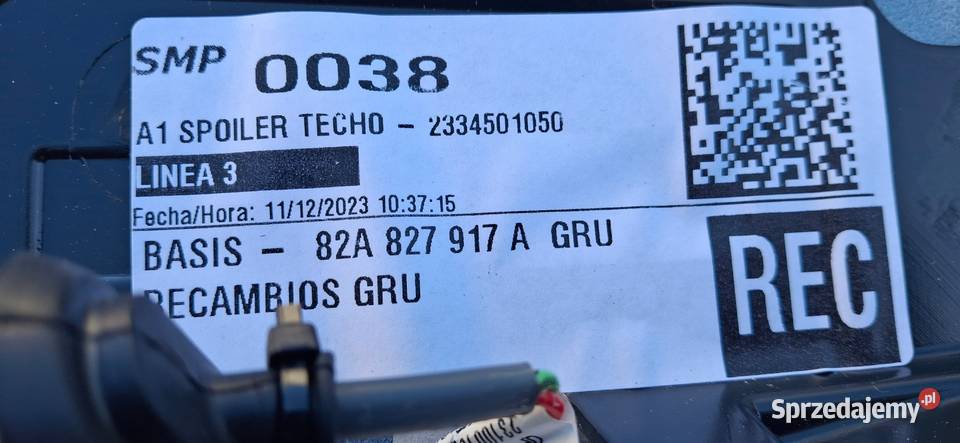 SMP 0038
A1 SPOILER TECHO - 2334501050
LINEA 3
Fecha/Hora: 11/12/2023 10:37:15
BASIS - 82A 827 917 A GRU
RECAMBIOS GRU
REC
Sprzedajemy.pl